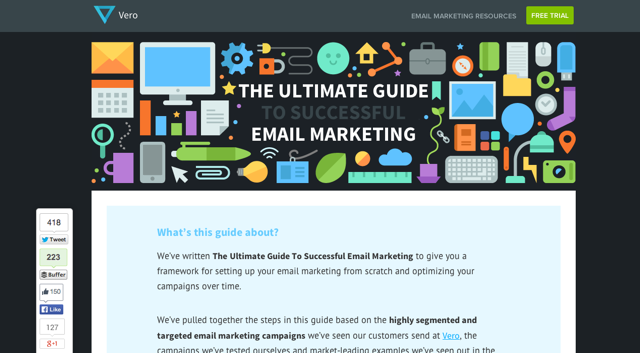 Vero
EMAIL MARKETING RESOURCES
FREE TRIAL
THE ULTIMATE GUIDE
TO SUCCESSFUL
EMAIL MARKETING
418
Tweet
223
Buffer
150
Like
127
+1
What's this guide about?
We've written The Ultimate Guide To Successful Email Marketing to give you a
framework for setting up your email marketing from scratch and optimizing your
campaigns over time.
We've pulled together the steps in this guide based on the highly segmented and
targeted email marketing campaigns we've seen our customers send at Vero, the
campaigns we've tested ourselves and market-leading examples we've seen out in the